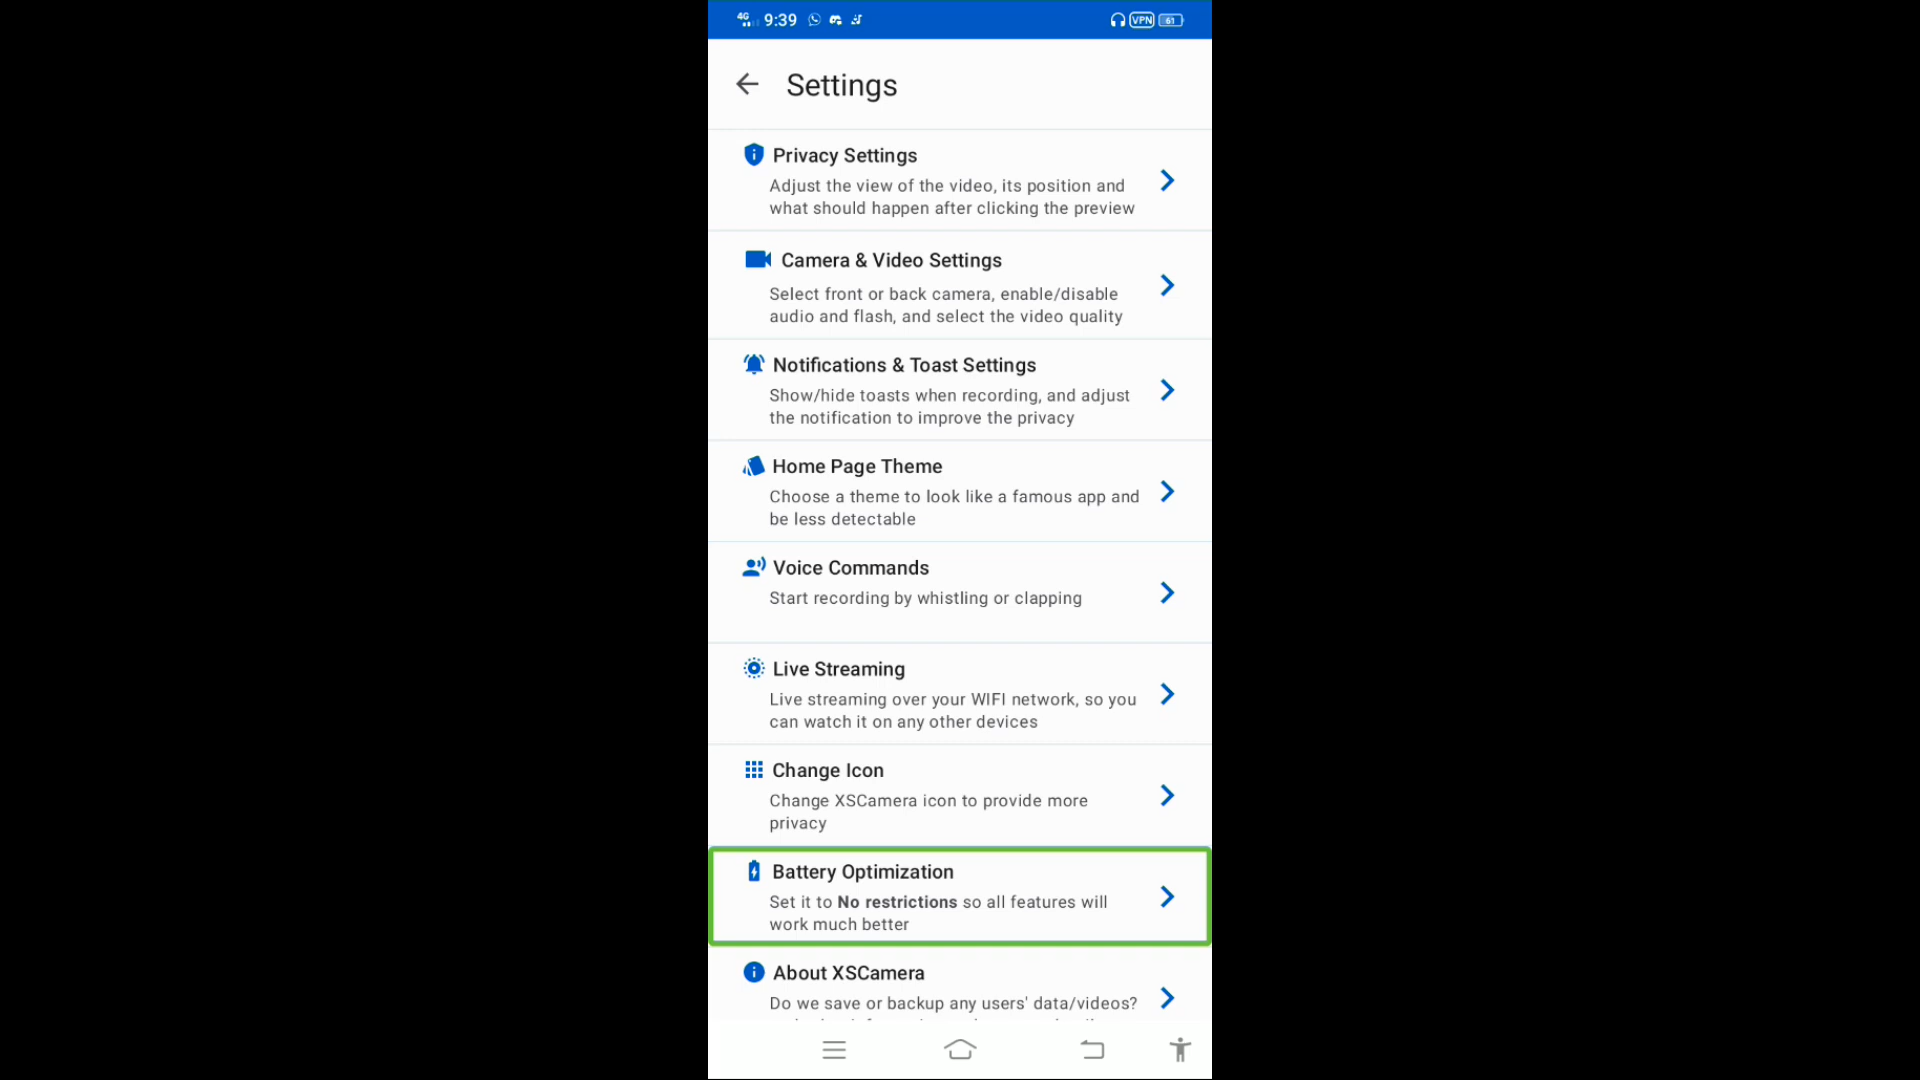 4G 9:39 VPN 61
Settings
Privacy Settings
Adjust the view of the video, its position and
what should happen after clicking the preview
Camera & Video Settings
Select front or back camera, enable/disable
audio and flash, and select the video quality
Notifications & Toast Settings
Show/hide toasts when recording, and adjust
the notification to improve the privacy
Home Page Theme
Choose a theme to look like a famous app and
be less detectable
Voice Commands
Start recording by whistling or clapping
Live Streaming
Live streaming over your WIFI network, so you
can watch it on any other devices
Change Icon
Change XSCamera icon to provide more
privacy
Battery Optimization
Set it to No restrictions so all features will
work much better
About XSCamera
Do we save or backup any users' data/videos?